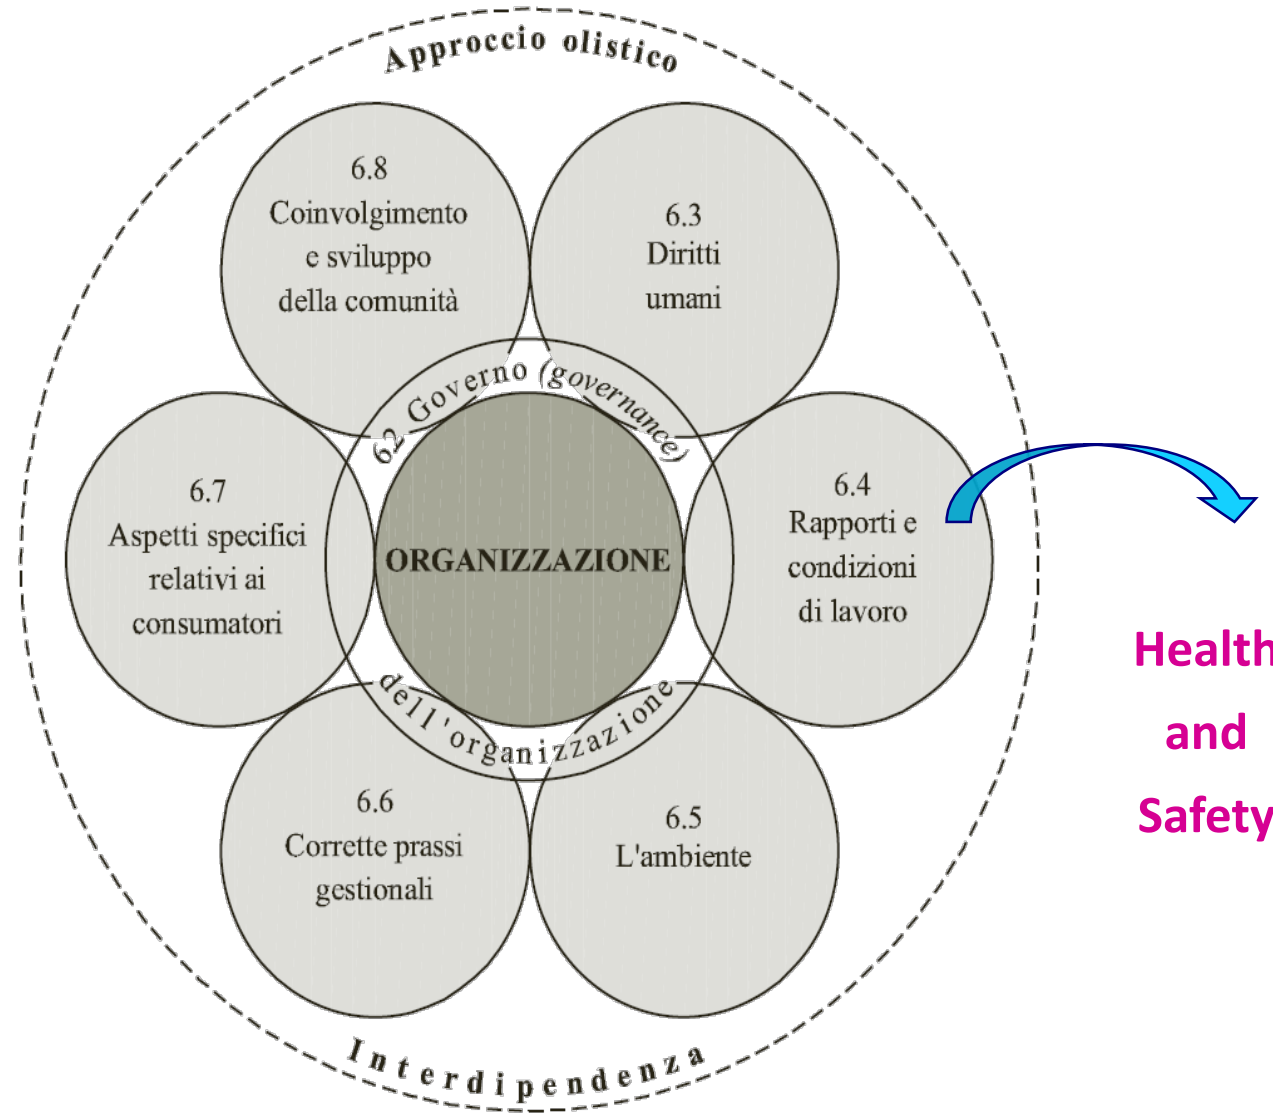 Approccio olistico
6.8
Coinvolgimento
e sviluppo
della comunità
6.3
Diritti
umani
62 Governo (governance)
6.7
Aspetti specifici
relativi ai
consumatori
ORGANIZZAZIONE
6.4
Rapporti e
condizioni
di lavoro
Health
and
Safety
dell'organizzazione
6.6
Corrette prassi
gestionali
6.5
L'ambiente
Interdipendenza